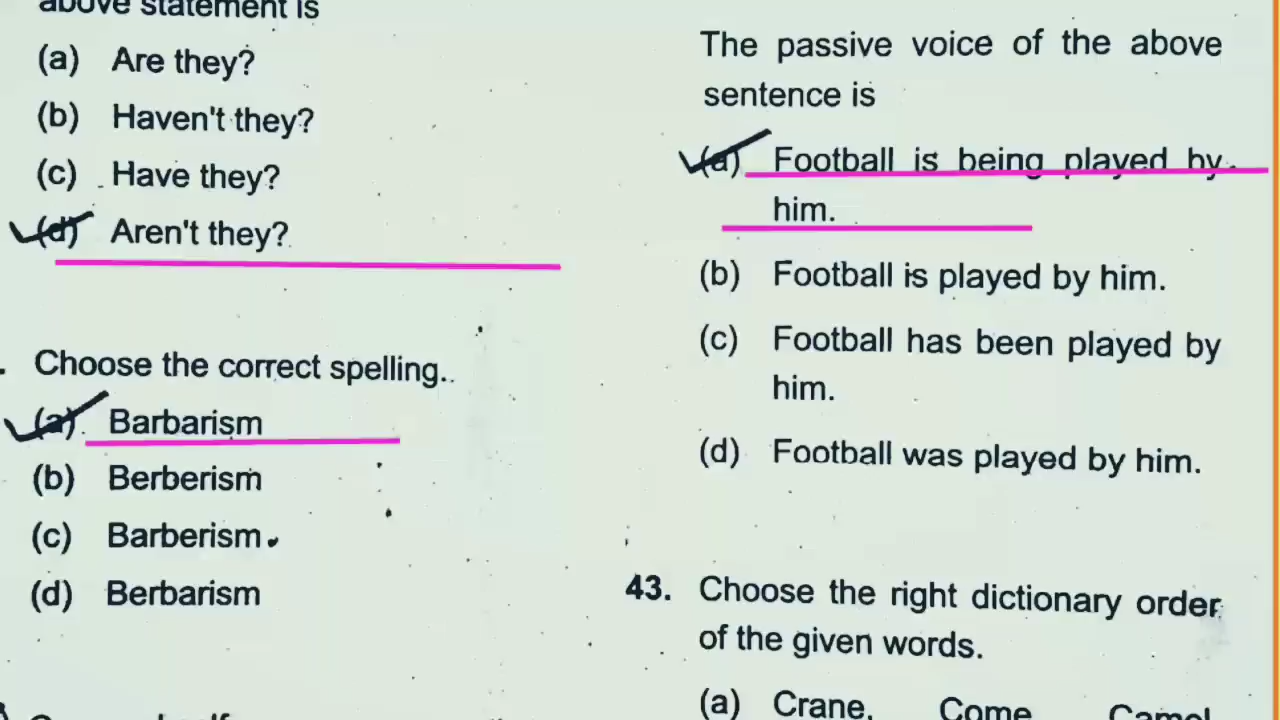 above statement is
(a) Are they?
(b) Haven't they?
(c) Have they?
(d) Aren't they?
Choose the correct spelling.
(a) Barbarism
(b) Berberism
(c) Barberism
(d) Berbarism
The passive voice of the above
sentence is
(a) Football is being played by
him.
(b) Football is played by him.
(c) Football has been played by
him.
(d) Football was played by him.
43. Choose the right dictionary order
of the given words.
(a) Crane, Come Camel